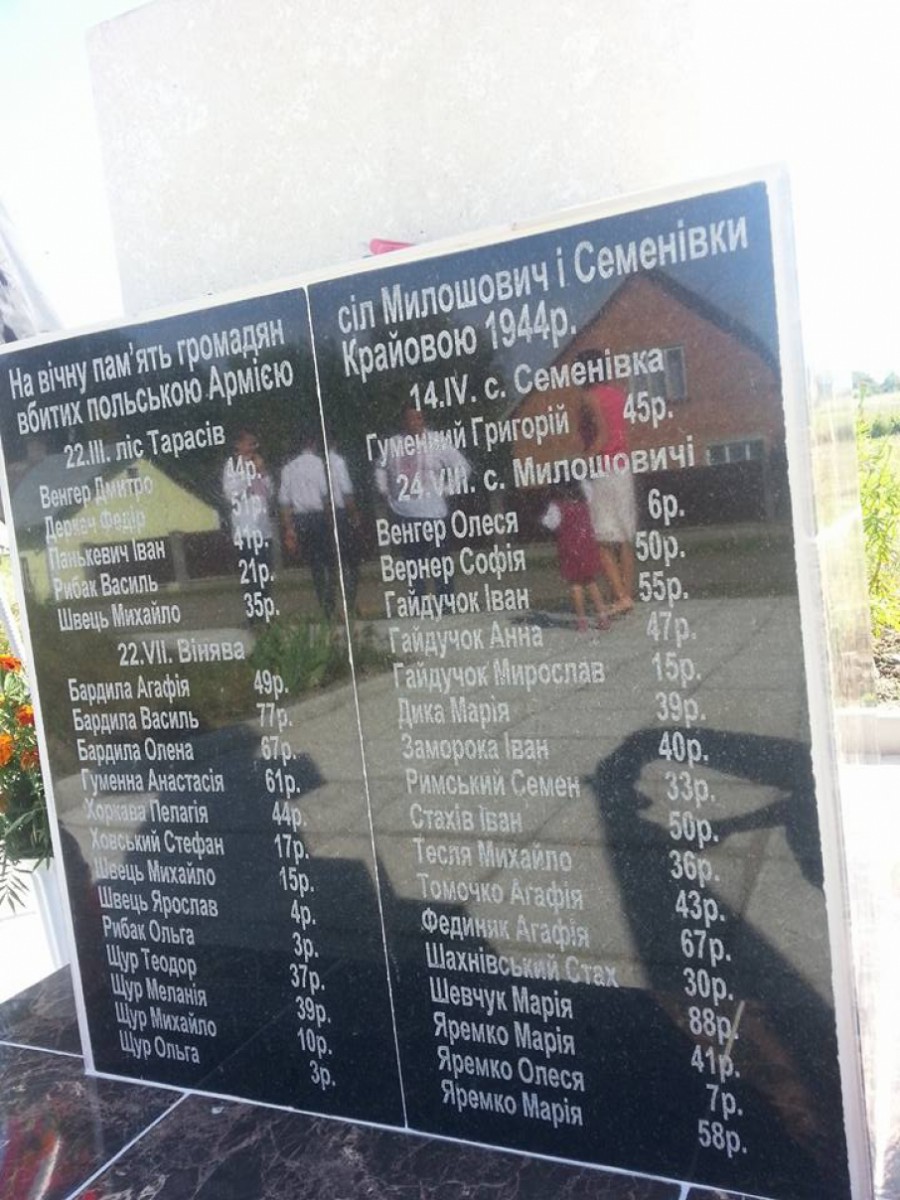 На вічну пам'ять громадян сіл Милошович і Семенівки
вбитих польською Армією Крайовою 1944р.
22.III. ліс Тарасів
Венгер Дмитро 44р.
Деркач Федір 51р.
Панькевич Іван 41р.
Рибак Василь 21р.
Швець Михайло 35р.
22.VII. Вінява
Бардила Агафія 49р.
Бардила Василь 77р.
Бардила Олена 67р.
Гуменна Анастасія 61р.
Хоркава Пелагія 44р.
Ховський Стефан 17р.
Швець Михайло 15р.
Швець Ярослав 4р.
Рибак Ольга 3р.
Щур Теодор 37р.
Щур Меланія 39р.
Щур Михайло 10р.
Щур Ольга 3р.
14.IV. с. Семенівка
Гуменний Григорій 45р.
24.VIII. с. Милошовичі
Венгер Олеся 6р.
Вернер Софія 50р.
Гайдучок Іван 55р.
Гайдучок Анна 47р.
Гайдучок Мирослав 15р.
Дика Марія 39р.
Заморока Іван 40р.
Римський Семен 33р.
Стахів Іван 50р.
Тесля Михайло 36р.
Томочко Агафія 43р.
Фединяк Агафія 67р.
Шахнівський Стах 30р.
Шевчук Марія 88р.
Яремко Марія 41р.
Яремко Олеся 7р.
Яремко Марія 58р.